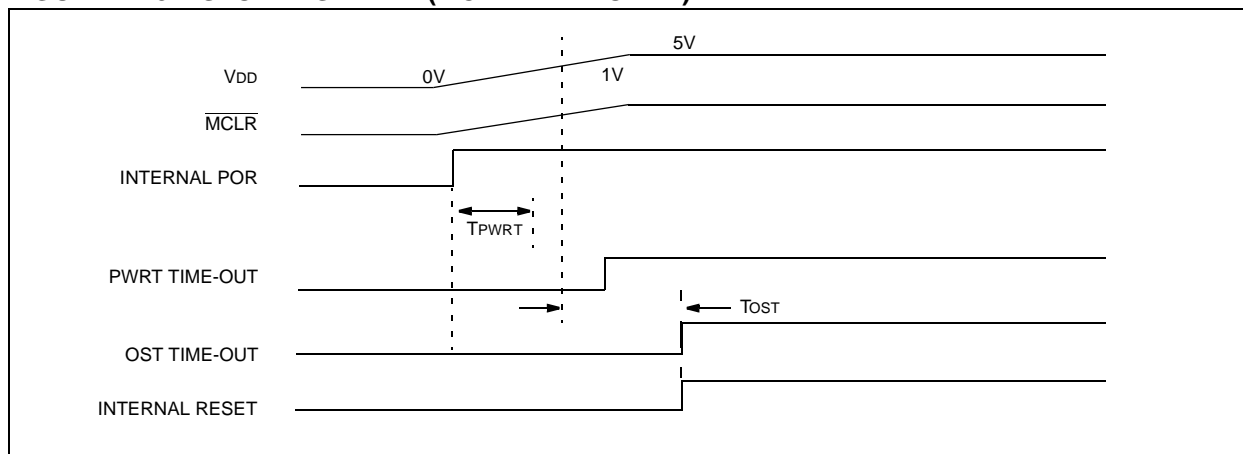 5V
VDD 0V 1V
MCLR
INTERNAL POR
TPWRT
PWRT TIME-OUT
TOST
OST TIME-OUT
INTERNAL RESET